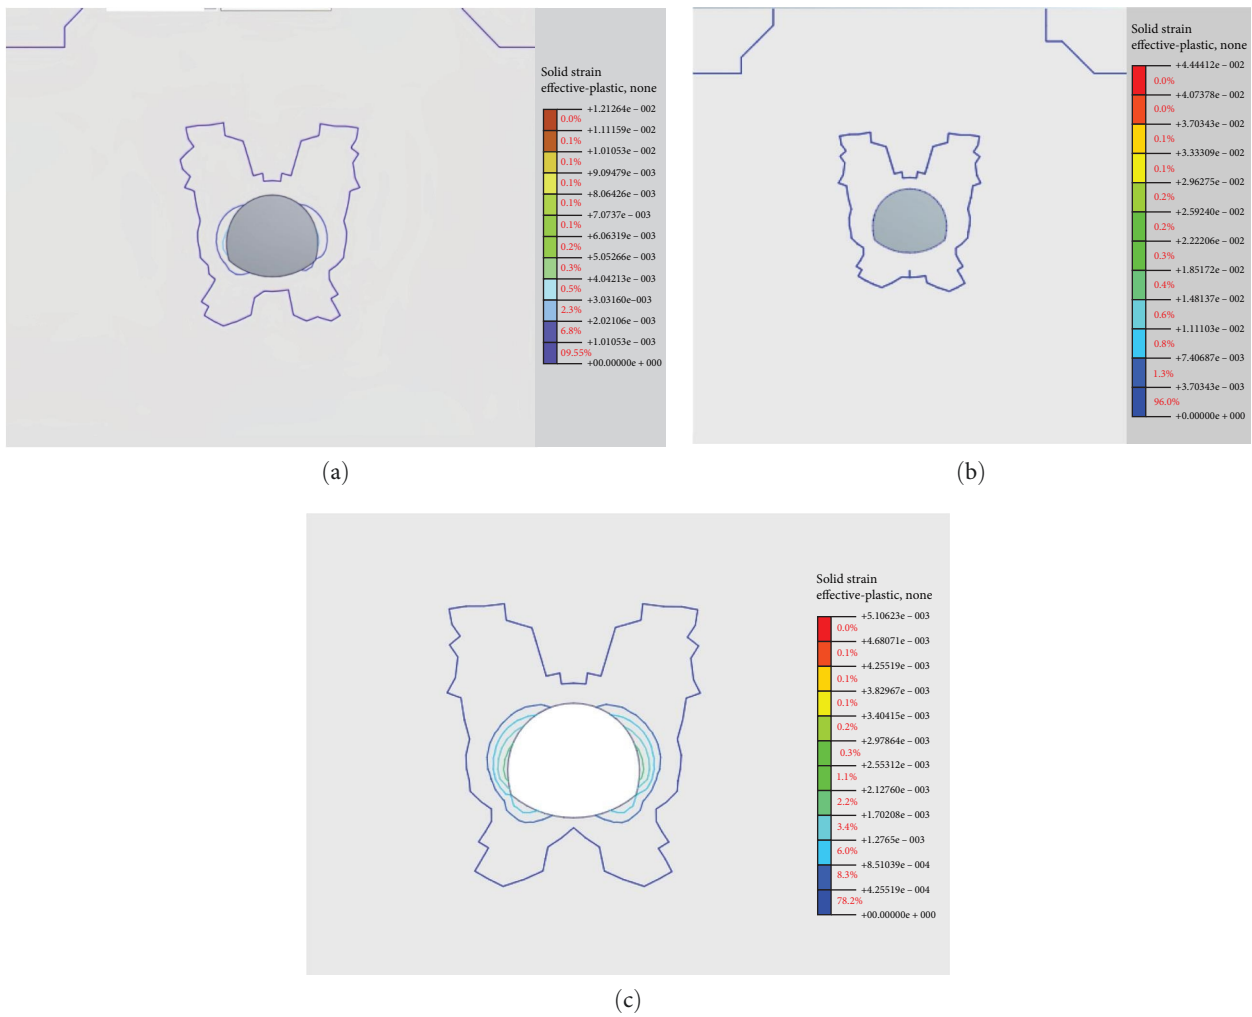 Solid strain
effective-plastic, none
+1.21264e – 002
0.0%
+1.11159e – 002
0.1%
+1.01053e – 002
0.1%
+9.09479e – 003
0.1%
+8.06426e – 003
0.1%
+7.0737e – 003
0.1%
+6.06319e – 003
0.2%
+5.05266e – 003
0.3%
+4.04213e – 003
0.5%
+3.03160e–003
2.3%
+2.02106e – 003
6.8%
+1.01053e – 003
09.55%
+00.00000e + 000
(a)
Solid strain
effective-plastic, none
+4.44412e – 002
0.0%
+4.07378e – 002
0.0%
+3.70343e – 002
0.1%
+3.33309e – 002
0.1%
+2.96275e – 002
0.2%
+2.59240e – 002
0.2%
+2.22206e – 002
0.3%
+1.85172e – 002
0.4%
+1.48137e – 002
0.6%
+1.11103e – 002
0.8%
+7.40687e – 003
1.3%
+3.70343e – 003
96.0%
+0.00000e + 000
(b)
Solid strain
effective-plastic, none
+5.10623e – 003
0.0%
+4.68071e – 003
0.1%
+4.25519e – 003
0.1%
+3.82967e – 003
0.1%
+3.40415e – 003
0.2%
+2.97864e – 003
0.3%
+2.55312e – 003
1.1%
+2.12760e – 003
2.2%
+1.70208e – 003
3.4%
+1.2765e – 003
6.0%
+8.51039e – 004
8.3%
+4.25519e – 004
78.2%
+00.00000e + 000
(c)